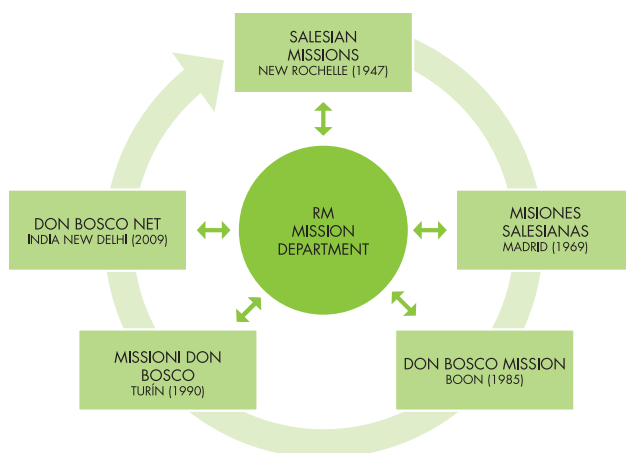 SALESIAN
MISSIONS
NEW ROCHELLE (1947)
RM
MISSION
DEPARTMENT
DON BOSCO NET
INDIA NEW DELHI (2009)
MISIONES
SALESIANAS
MADRID (1969)
MISSIONI DON
BOSCO
TURÍN (1990)
DON BOSCO MISSION
BOON (1985)